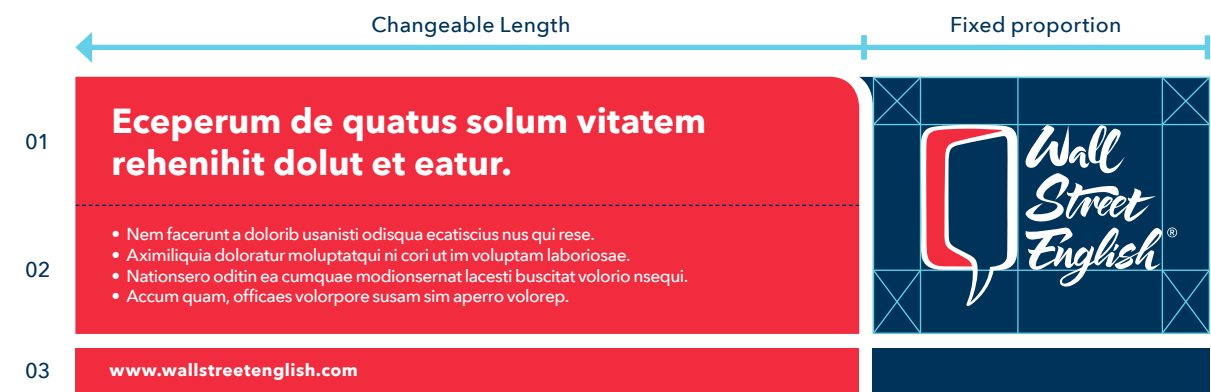 Changeable Length
Fixed proportion
01
Eceperum de quatus solum vitatem
rehenihit dolut et eatur.
02
• Nem facerunt a dolorib usanisti odisqua ecatiscius nus qui rese.
• Aximiliquia doloratur moluptatqui ni cori ut im voluptam laboriosae.
• Nationsero oditin ea cumquae modionsernat lacesti buscitat volorio nsequi.
• Accum quam, officaes volorpore susam sim aperro volorep.
Wall
Street
English®
03
www.wallstreetenglish.com